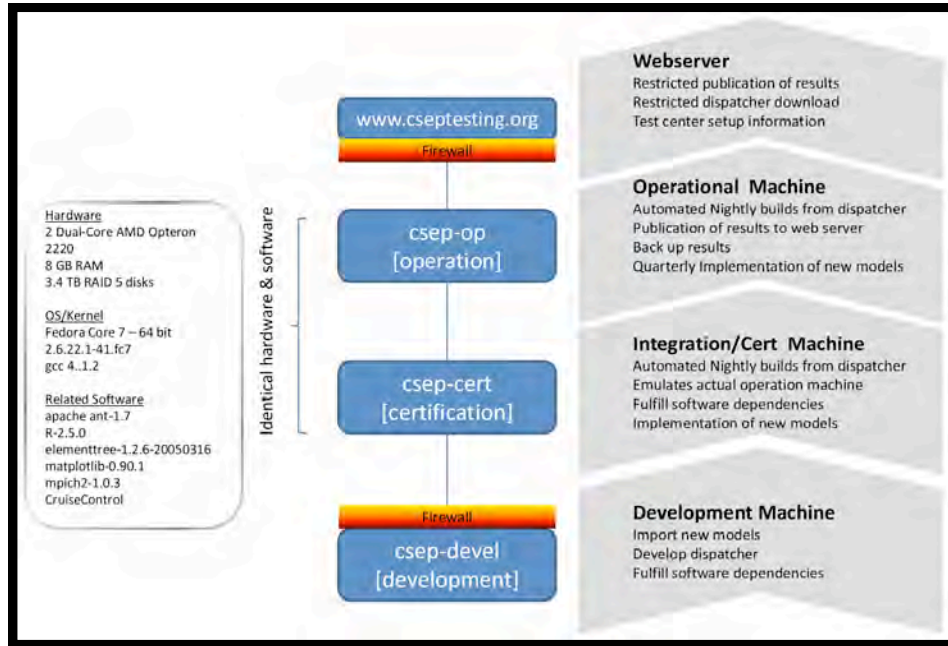 Hardware
2 Dual-Core AMD Opteron
2220
8 GB RAM
3.4 TB RAID 5 disks
OS/Kernel
Fedora Core 7 – 64 bit
2.6.22.1-41.fc7
gcc 4..1.2
Related Software
apache ant-1.7
R-2.5.0
elementtree-1.2.6-20050316
matplotlib-0.90.1
mpich2-1.0.3
CruiseControl
Identical hardware & software
www.cseptesting.org
Firewall
csep-op
[operation]
csep-cert
[certification]
Firewall
csep-devel
[development]
Webserver
Restricted publication of results
Restricted dispatcher download
Test center setup information
Operational Machine
Automated Nightly builds from dispatcher
Publication of results to web server
Back up results
Quarterly Implementation of new models
Integration/Cert Machine
Automated Nightly builds from dispatcher
Emulates actual operation machine
Fulfill software dependencies
Implementation of new models
Development Machine
Import new models
Develop dispatcher
Fulfill software dependencies